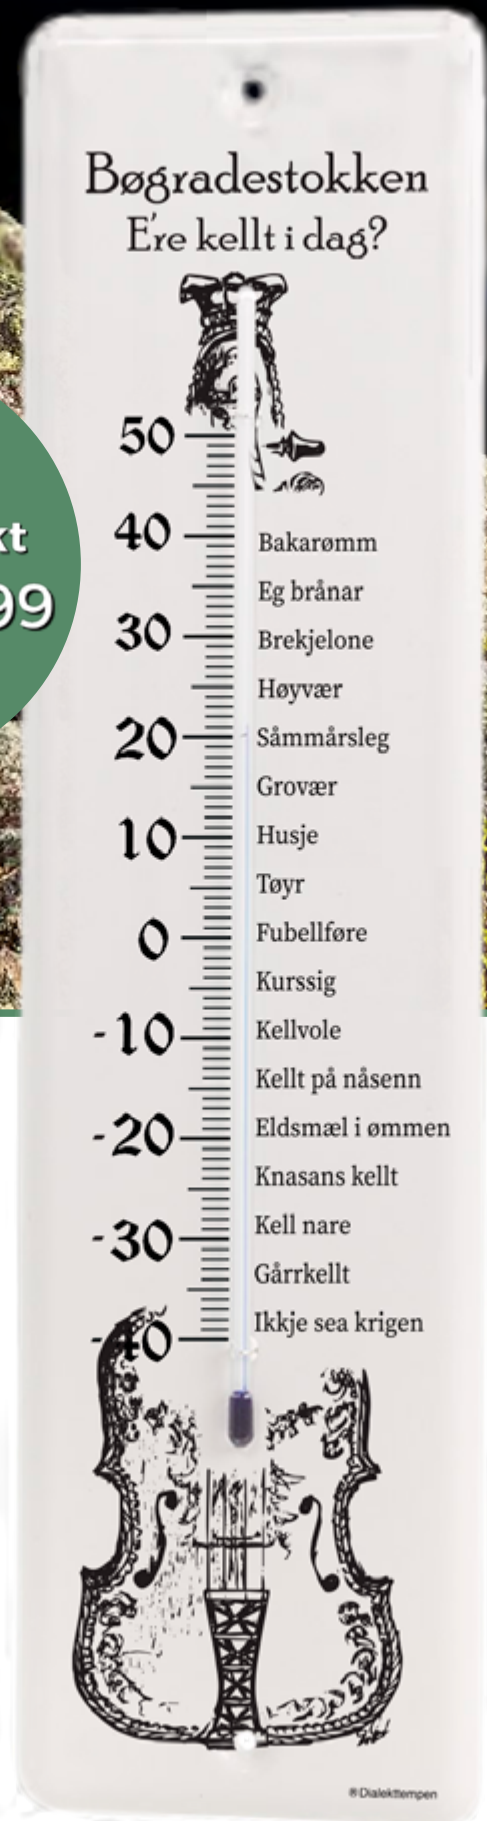 Bøgradestokken
E're kellt i dag?
50
40 Bakarømm
Eg brånar
30 Brekjelone
Høyvær
20 Såmmårsleg
Grovær
10 Husje
Tøyr
0 Fubellføre
Kurssig
-10 Kellvole
Kellt på nåsenn
-20 Eldsmæl i ømmen
Knasans kellt
-30 Kell nare
Gårrkellt
-40 Ikkje sea krigen
kt
99
®Dialekttempen